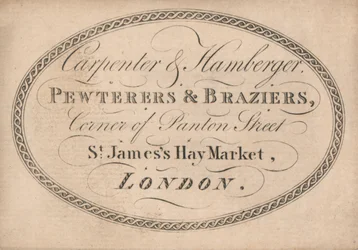 Carpenter & Hamberger.
PEWTERERS & BRAZIERS,
Corner of Panton Street
St. James's Hay Market,
LONDON.